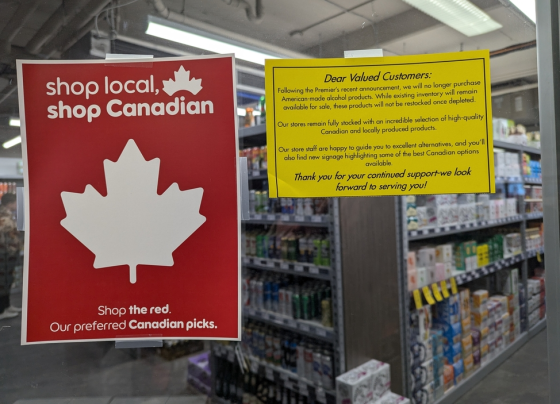 shop local,
shop Canadian
Shop the red.
Our preferred Canadian picks.
Dear Valued Customers:
Following the Premier's recent announcement, we will no longer purchase
American-made alcohol products. While existing inventory will remain
available for sale, these products will not be restocked once depleted.
Our stores remain fully stocked with an incredible selection of high-quality
Canadian and locally produced products.
Our store staff are happy to guide you to excellent alternatives, and you'll
also find new signage highlighting some of the best Canadian options
available.
Thank you for your continued support-we look
forward to serving you!